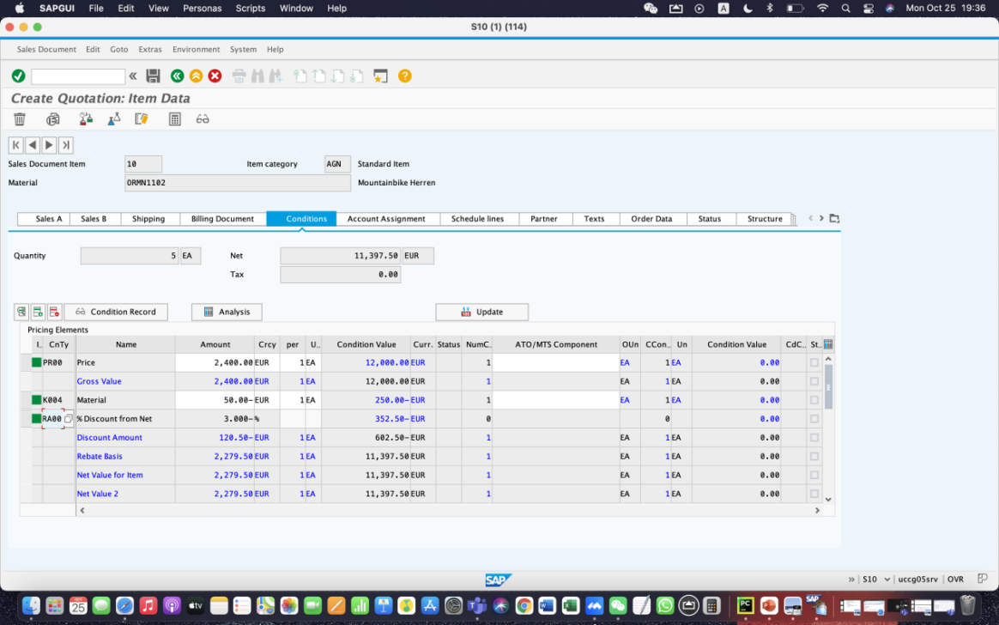 SAPGUI File Edit View Personas Scripts Window Help A Mon Oct 25 19:36
S10 (1) (114)
Sales Document Edit Goto Extras Environment System Help
Create Quotation: Item Data
Sales Document Item 10 Item category AGN Standard Item
Material ORMN1102 Mountainbike Herren
Sales A Sales B Shipping Billing Document Conditions Account Assignment Schedule lines Partner Texts Order Data Status Structure
Quantity 5 EA Net 11,397.50 EUR
Tax 0.00
Condition Record Analysis Update
Pricing Elements
I.. CnTy Name Amount Crcy per U.. Condition Value Curr. Status NumC.. ATO/MTS Component OUn CCon.. Un Condition Value CdC.. St..
PR00 Price 2,400.00 EUR 1 EA 12,000.00 EUR 1 EA 1 EA 0.00
Gross Value 2,400.00 EUR 1 EA 12,000.00 EUR 1 EA 1 EA 0.00
K004 Material 50.00- EUR 1 EA 250.00- EUR 1 EA 1 EA 0.00
RA00 % Discount from Net 3.000- % 352.50- EUR 0 0 0.00
Discount Amount 120.50- EUR 1 EA 602.50- EUR 1 EA 1 EA 0.00
Rebate Basis 2,279.50 EUR 1 EA 11,397.50 EUR 1 EA 1 EA 0.00
Net Value for Item 2,279.50 EUR 1 EA 11,397.50 EUR 1 EA 1 EA 0.00
Net Value 2 2,279.50 EUR 1 EA 11,397.50 EUR 1 EA 1 EA 0.00
SAP S10 uccg05srv OVR
OCT
25 tv PC SAP